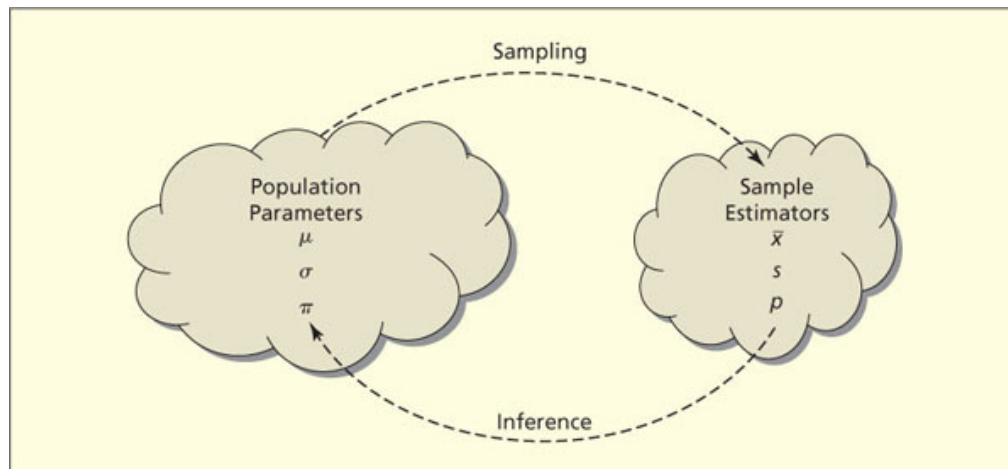 Sampling
Population
Parameters
μ
σ
π
Sample
Estimators
x̄
s
p
Inference